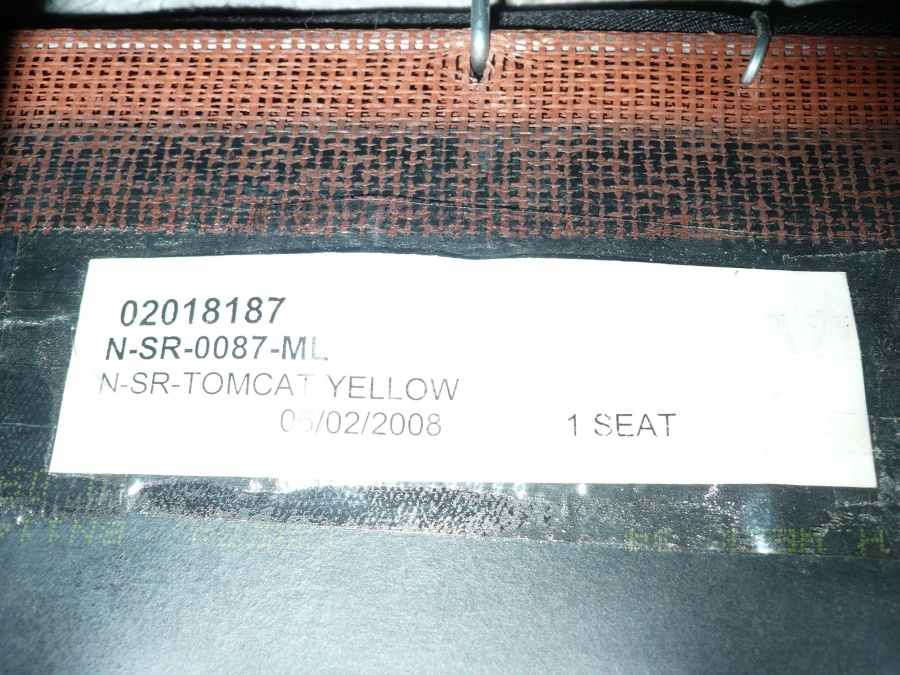 02018187
N-SR-0087-ML
N-SR-TOMCAT YELLOW
06/02/2008 1 SEAT